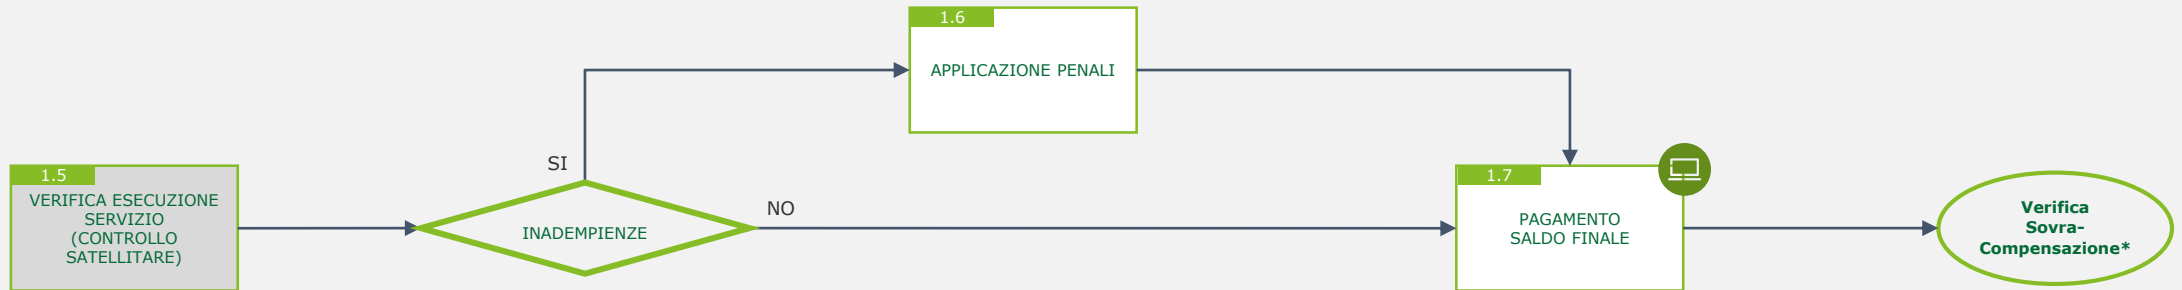 1.5
VERIFICA ESECUZIONE
SERVIZIO
(CONTROLLO
SATELLITARE)
INADEMPIENZE
SI
NO
1.6
APPLICAZIONE PENALI
1.7
PAGAMENTO
SALDO FINALE
Verifica
Sovra-
Compensazione*